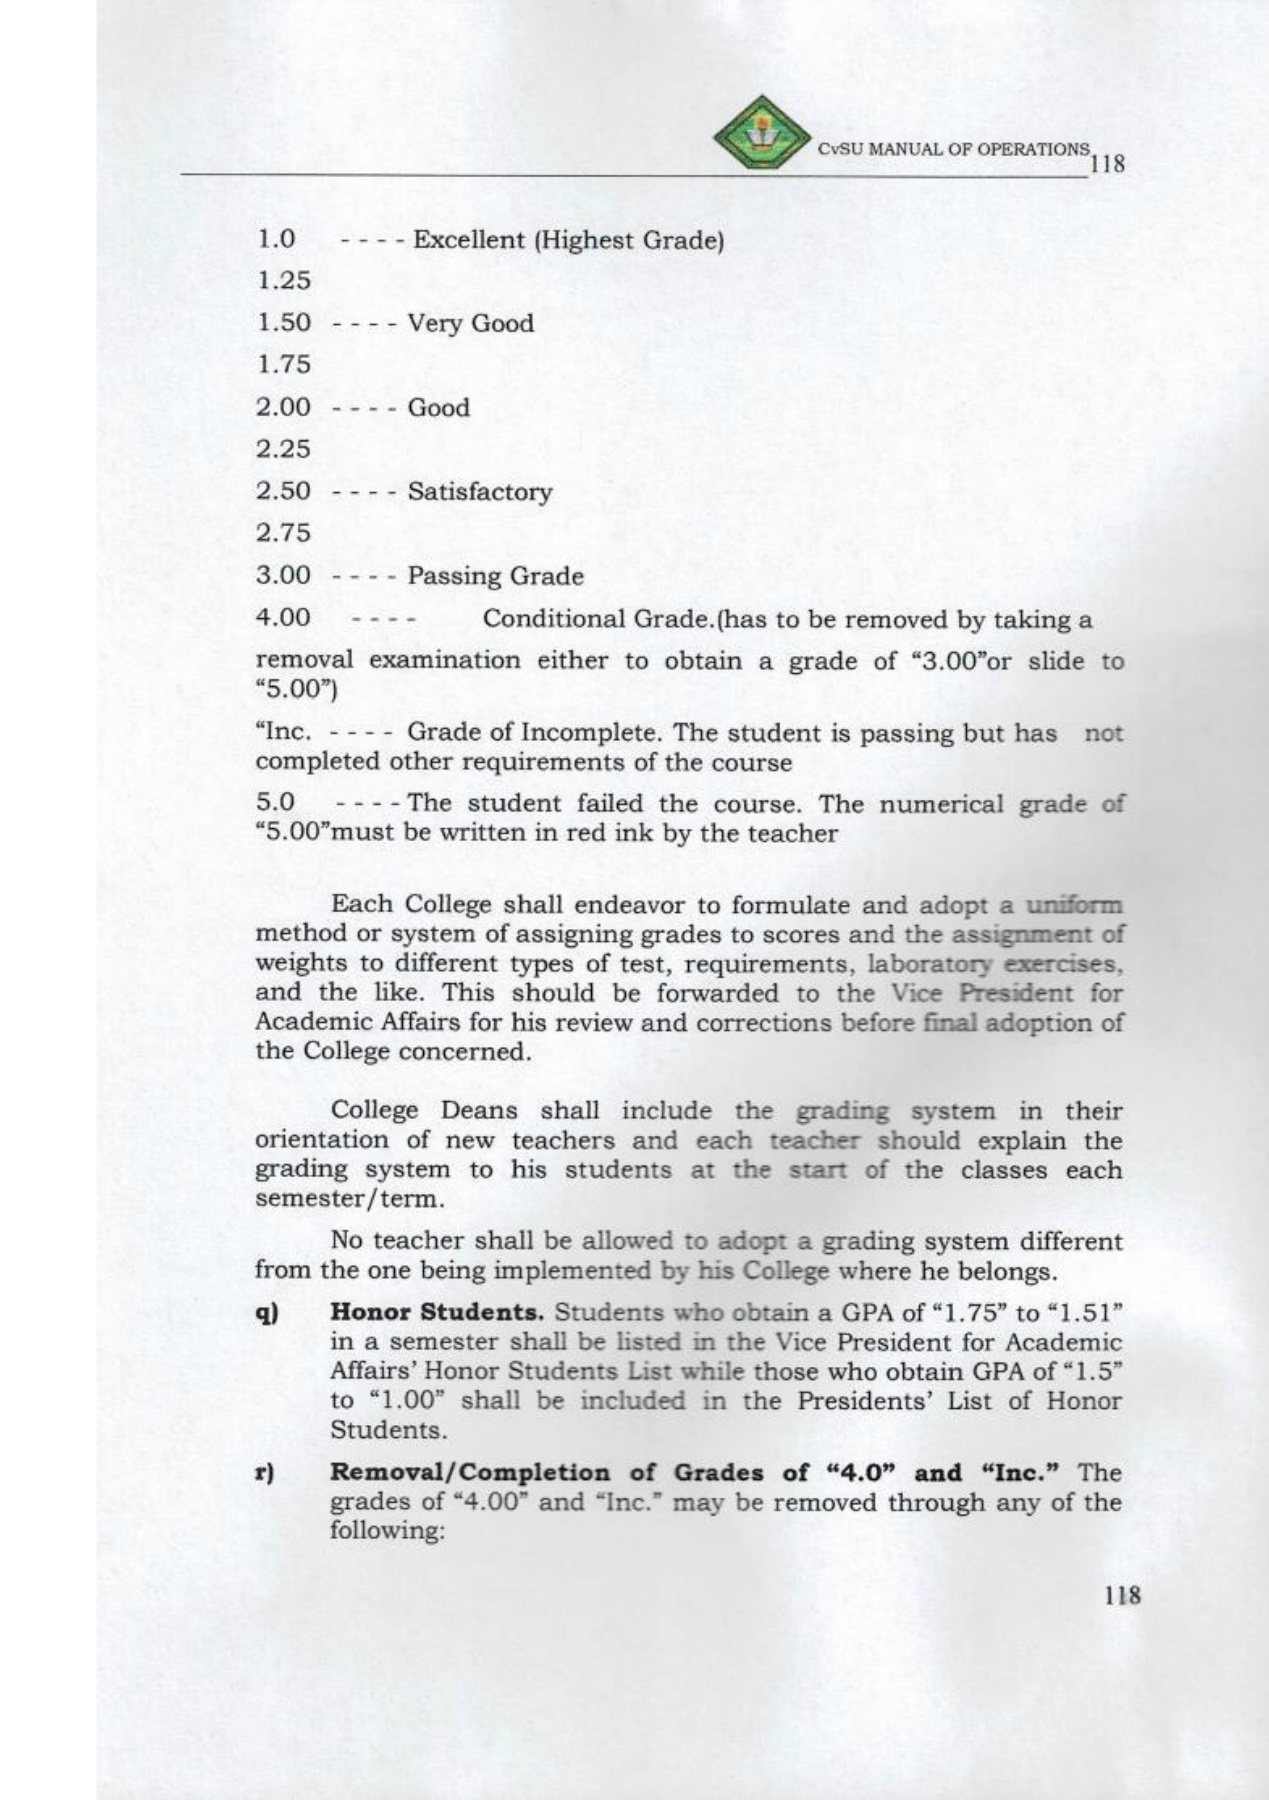 CvSU MANUAL OF OPERATIONS
118
1.0 - - - - Excellent (Highest Grade)
1.25
1.50 - - - - Very Good
1.75
2.00 - - - - Good
2.25
2.50 - - - - Satisfactory
2.75
3.00 - - - - Passing Grade
4.00 - - - - Conditional Grade.(has to be removed by taking a
removal examination either to obtain a grade of “3.00”or slide to
“5.00”)
“Inc. - - - - Grade of Incomplete. The student is passing but has not
completed other requirements of the course
5.0 - - - - The student failed the course. The numerical grade of
“5.00”must be written in red ink by the teacher
Each College shall endeavor to formulate and adopt a uniform
method or system of assigning grades to scores and the assignment of
weights to different types of test, requirements, laboratory exercises,
and the like. This should be forwarded to the Vice President for
Academic Affairs for his review and corrections before final adoption of
the College concerned.
College Deans shall include the grading system in their
orientation of new teachers and each teacher should explain the
grading system to his students at the start of the classes each
semester/term.
No teacher shall be allowed to adopt a grading system different
from the one being implemented by his College where he belongs.
q) Honor Students. Students who obtain a GPA of “1.75” to “1.51”
in a semester shall be listed in the Vice President for Academic
Affairs’ Honor Students List while those who obtain GPA of “1.5”
to “1.00” shall be included in the Presidents’ List of Honor
Students.
r) Removal/Completion of Grades of “4.0” and “Inc.” The
grades of “4.00” and “Inc.” may be removed through any of the
following:
118